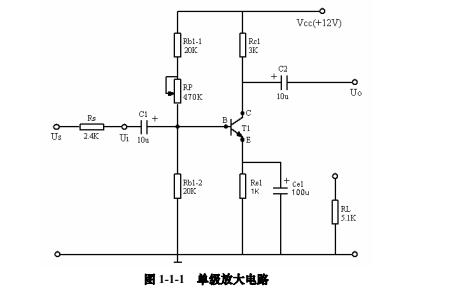 Vcc(+12V)
Rb1-1
20K
Rc1
3K
C2
10u
Uo
RP
470K
Rs
2.4K
Us
Ui
C1
10u
B
C
T1
E
Rb1-2
20K
Re1
1K
Ce1
100u
RL
5.1K
图 1-1-1 单级放大电路